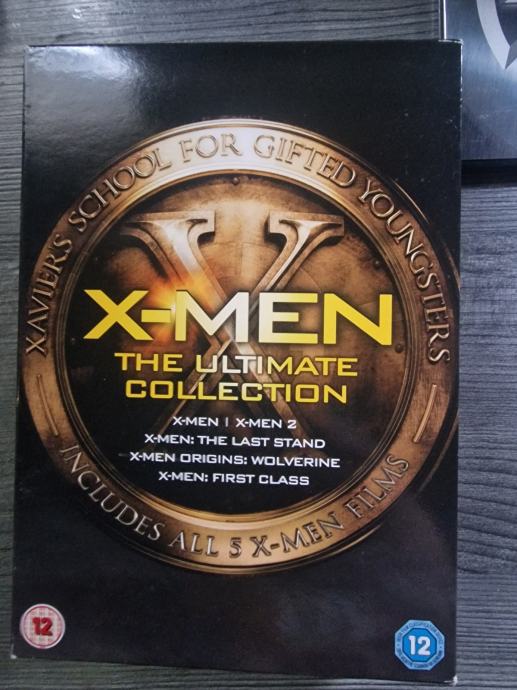 XAVIER'S SCHOOL FOR GIFTED YOUNGSTERS
X
X-MEN
THE ULTIMATE
COLLECTION
X-MEN | X-MEN 2
X-MEN: THE LAST STAND
X-MEN ORIGINS: WOLVERINE
X-MEN: FIRST CLASS
INCLUDES ALL 5 X-MEN FILMS
12
12